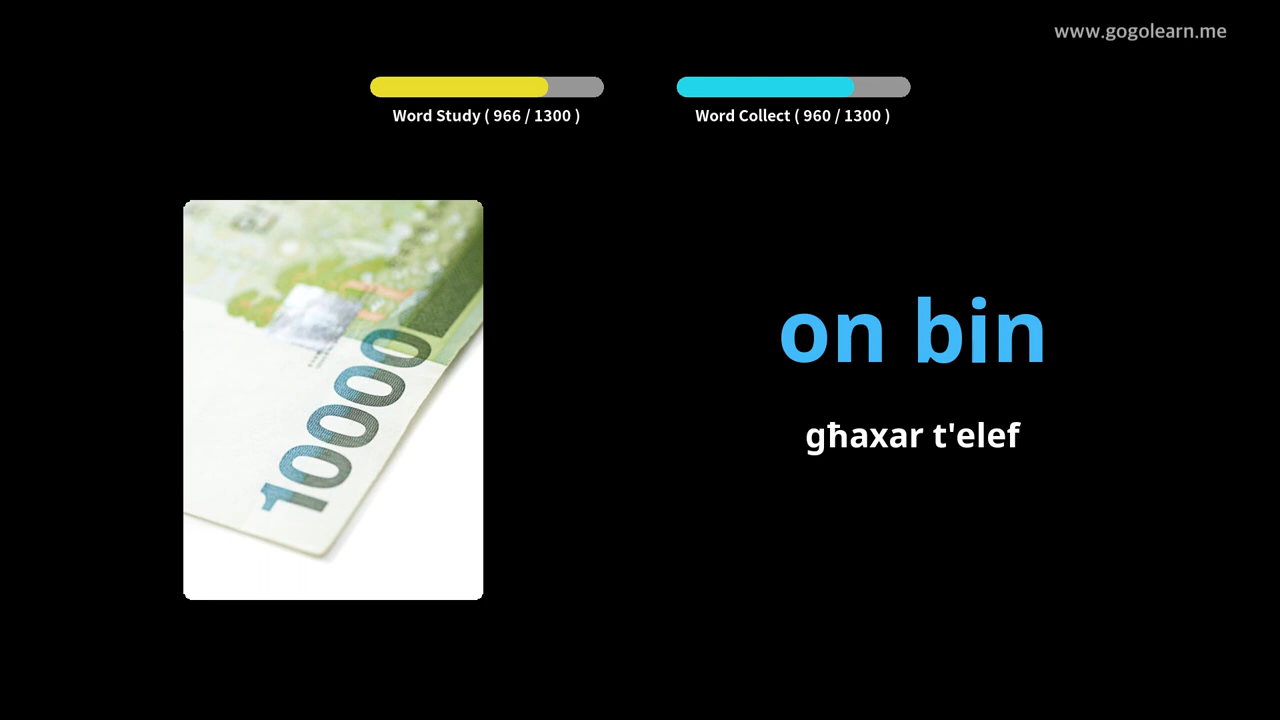 www.gogolearn.me
Word Study ( 966 / 1300 )
Word Collect ( 960 / 1300 )
10000
on bin
għaxar t'elef